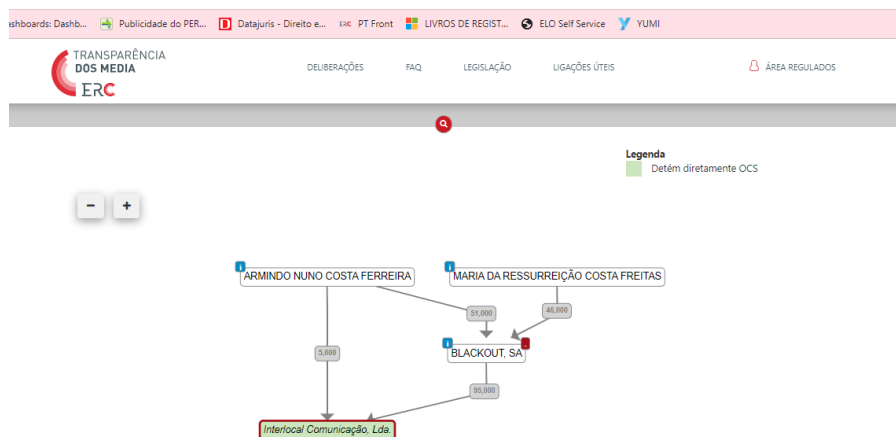 ashboards: Dashb... Publicidade do PER... Datajuris - Direito e... ERC PT Front LIVROS DE REGIST... ELO Self Service YUMI
TRANSPARÊNCIA
DOS MEDIA
ERC
DELIBERAÇÕES FAQ LEGISLAÇÃO LIGAÇÕES ÚTEIS ÁREA REGULADOS
Legenda
Detém diretamente OCS
- +
i ARMINDO NUNO COSTA FERREIRA
i MARIA DA RESSURREIÇÃO COSTA FREITAS
51,000
46,000
5,000
i BLACKOUT, SA -
95,000
Interlocal Comunicação, Lda.